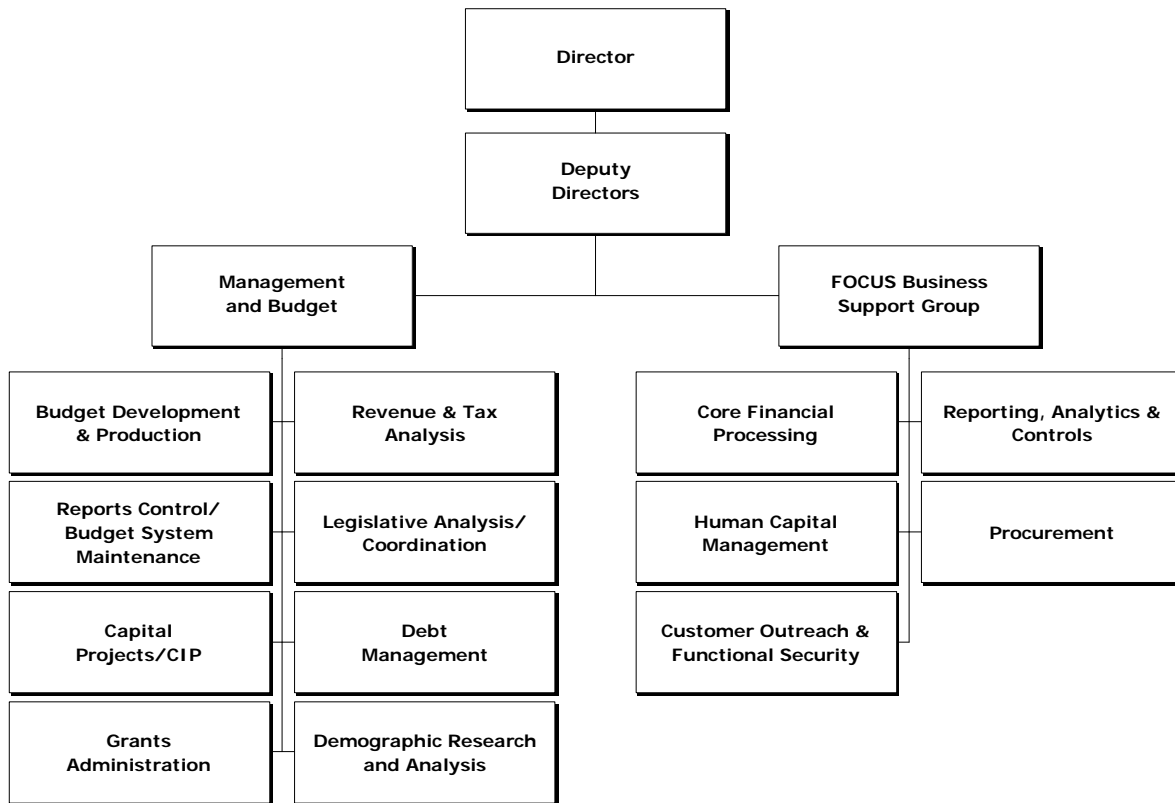 Director
Deputy
Directors
Management
and Budget
FOCUS Business
Support Group
Budget Development
& Production
Revenue & Tax
Analysis
Core Financial
Processing
Reporting, Analytics &
Controls
Reports Control/
Budget System
Maintenance
Legislative Analysis/
Coordination
Human Capital
Management
Procurement
Capital
Projects/CIP
Debt
Management
Customer Outreach &
Functional Security
Grants
Administration
Demographic Research
and Analysis